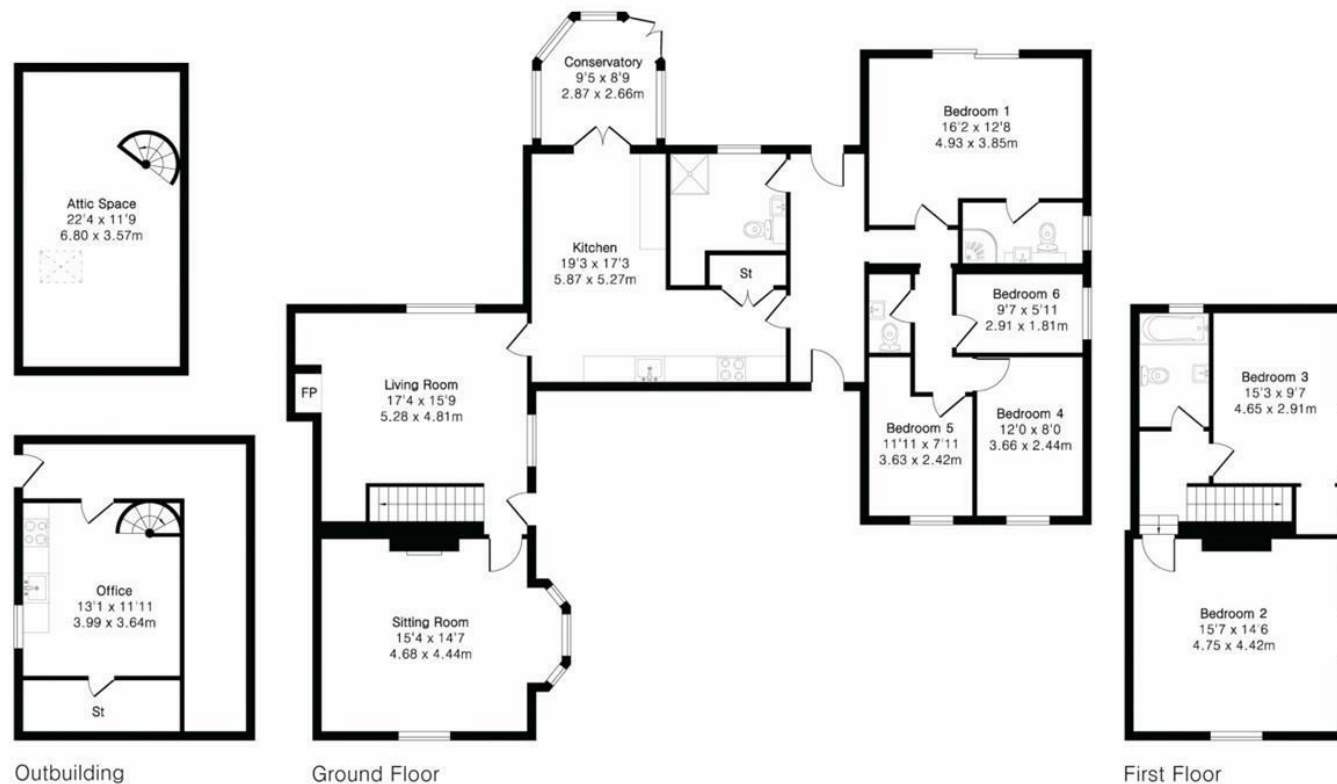 Attic Space
22'4 x 11'9
6.80 x 3.57m
Office
13'1 x 11'11
3.99 x 3.64m
St
Outbuilding
Conservatory
9'5 x 8'9
2.87 x 2.66m
Kitchen
19'3 x 17'3
5.87 x 5.27m
St
Living Room
17'4 x 15'9
5.28 x 4.81m
FP
Sitting Room
15'4 x 14'7
4.68 x 4.44m
Bedroom 1
16'2 x 12'8
4.93 x 3.85m
Bedroom 6
9'7 x 5'11
2.91 x 1.81m
Bedroom 5
11'11 x 7'11
3.63 x 2.42m
Bedroom 4
12'0 x 8'0
3.66 x 2.44m
Ground Floor
Bedroom 3
15'3 x 9'7
4.65 x 2.91m
Bedroom 2
15'7 x 14'6
4.75 x 4.42m
First Floor